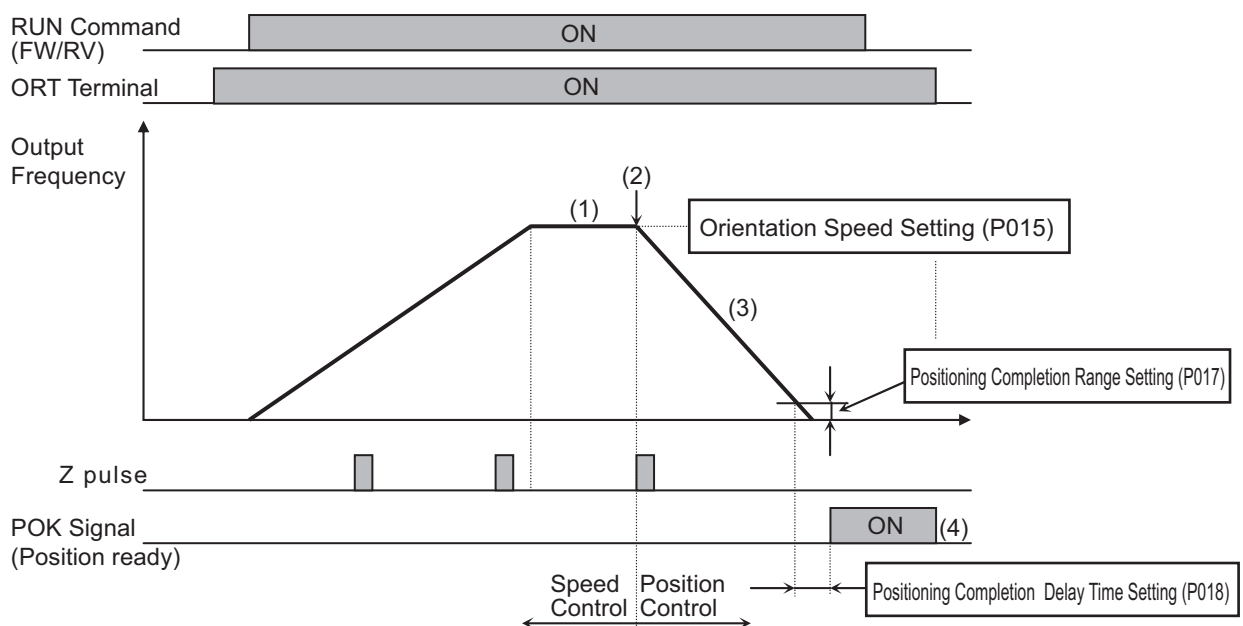 RUN Command
(FW/RV)
ON
ORT Terminal
ON
Output
Frequency
(2)
(1)
Orientation Speed Setting (P015)
(3)
Positioning Completion Range Setting (P017)
Z pulse
POK Signal
(Position ready)
ON
(4)
Speed
Control
Position
Control
Positioning Completion Delay Time Setting (P018)